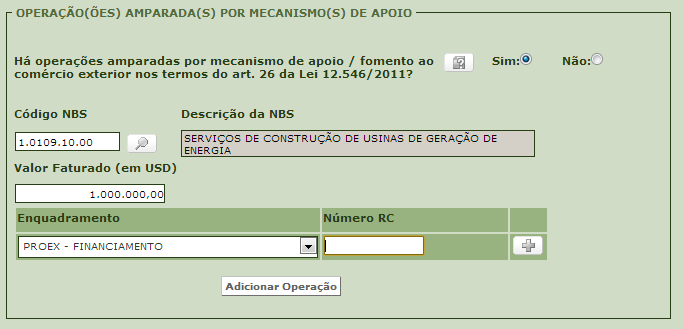 OPERAÇÃO(ÕES) AMPARADA(S) POR MECANISMO(S) DE APOIO
Há operações amparadas por mecanismo de apoio / fomento ao
comércio exterior nos termos do art. 26 da Lei 12.546/2011?
Sim: Não:
Código NBS Descrição da NBS
1.0109.10.00 SERVIÇOS DE CONSTRUÇÃO DE USINAS DE GERAÇÃO DE
ENERGIA
Valor Faturado (em USD)
1.000.000,00
Enquadramento Número RC
PROEX - FINANCIAMENTO
Adicionar Operação